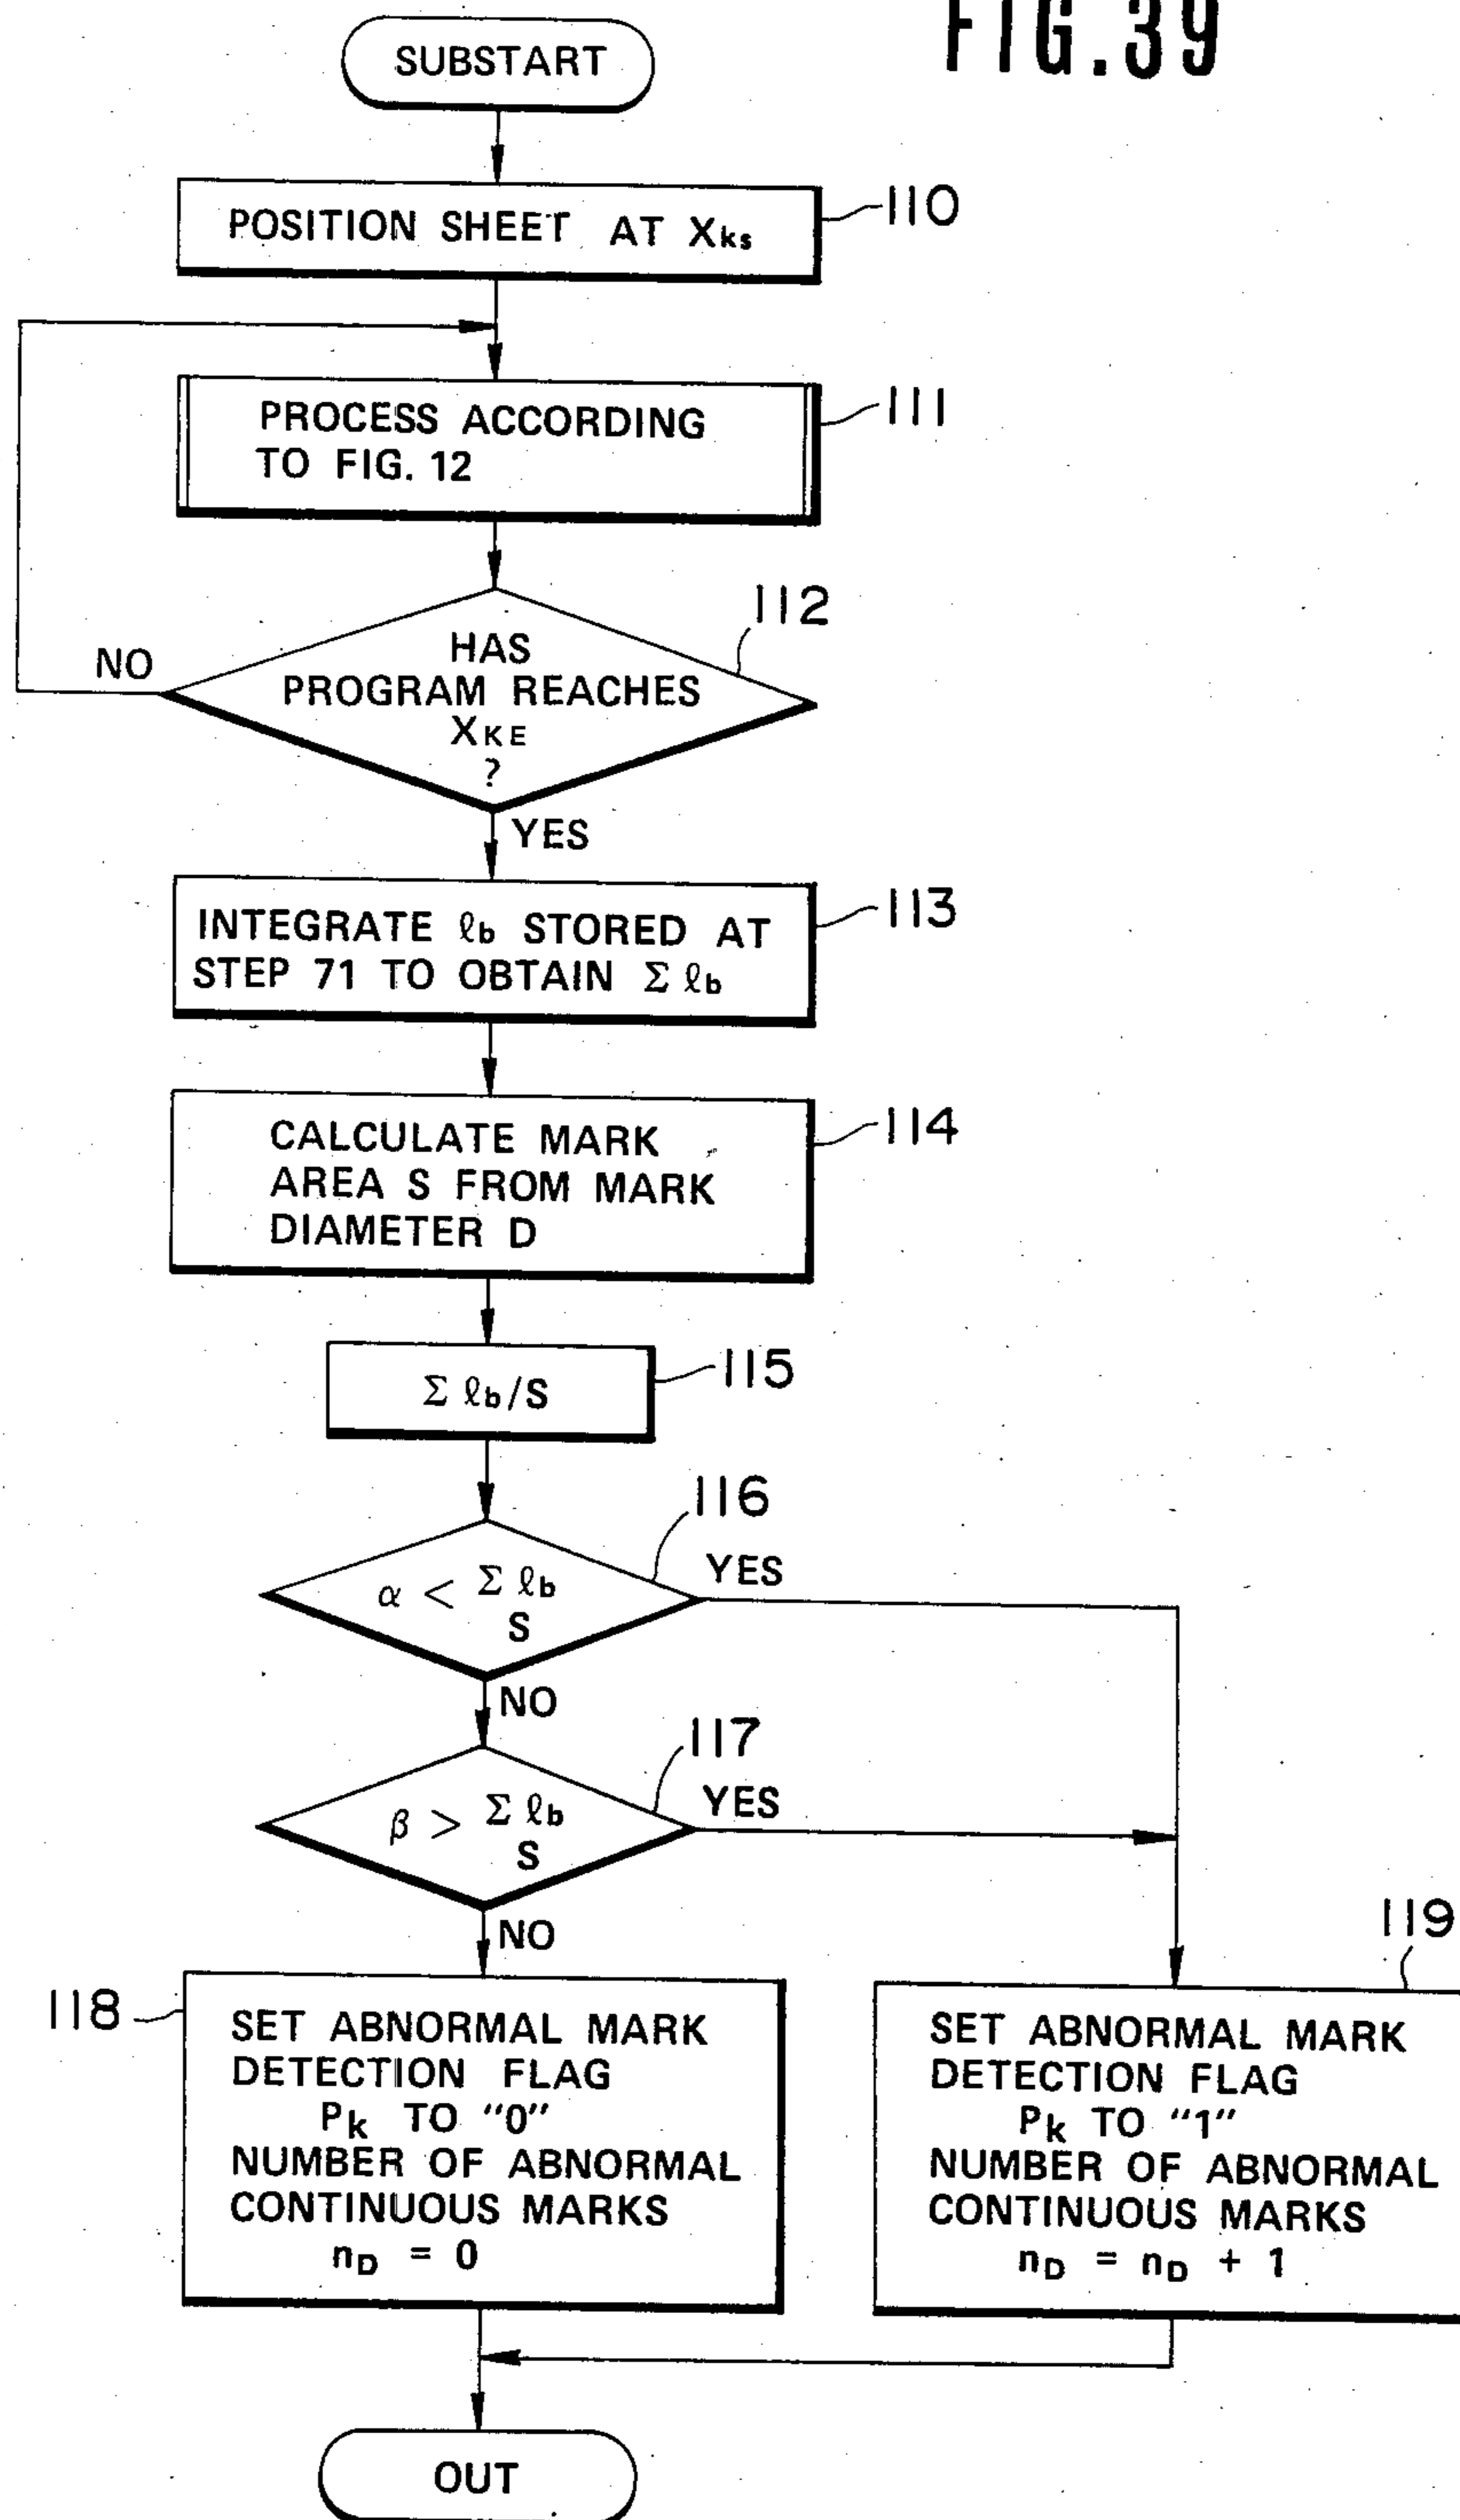 FIG.39
SUBSTART
POSITION SHEET AT Xks
110
PROCESS ACCORDING
TO FIG. 12
111
112
HAS
PROGRAM REACHES
XKE
?
NO
YES
INTEGRATE ℓb STORED AT
STEP 71 TO OBTAIN Σ ℓb
113
CALCULATE MARK
AREA S FROM MARK
DIAMETER D
114
Σ ℓb/S
115
116
α < Σ ℓb
S
YES
NO
117
β > Σ ℓb
S
YES
NO
118
SET ABNORMAL MARK
DETECTION FLAG
Pk TO “0”
NUMBER OF ABNORMAL
CONTINUOUS MARKS
nD = 0
119
SET ABNORMAL MARK
DETECTION FLAG
Pk TO “1”
NUMBER OF ABNORMAL
CONTINUOUS MARKS
nD = nD + 1
OUT